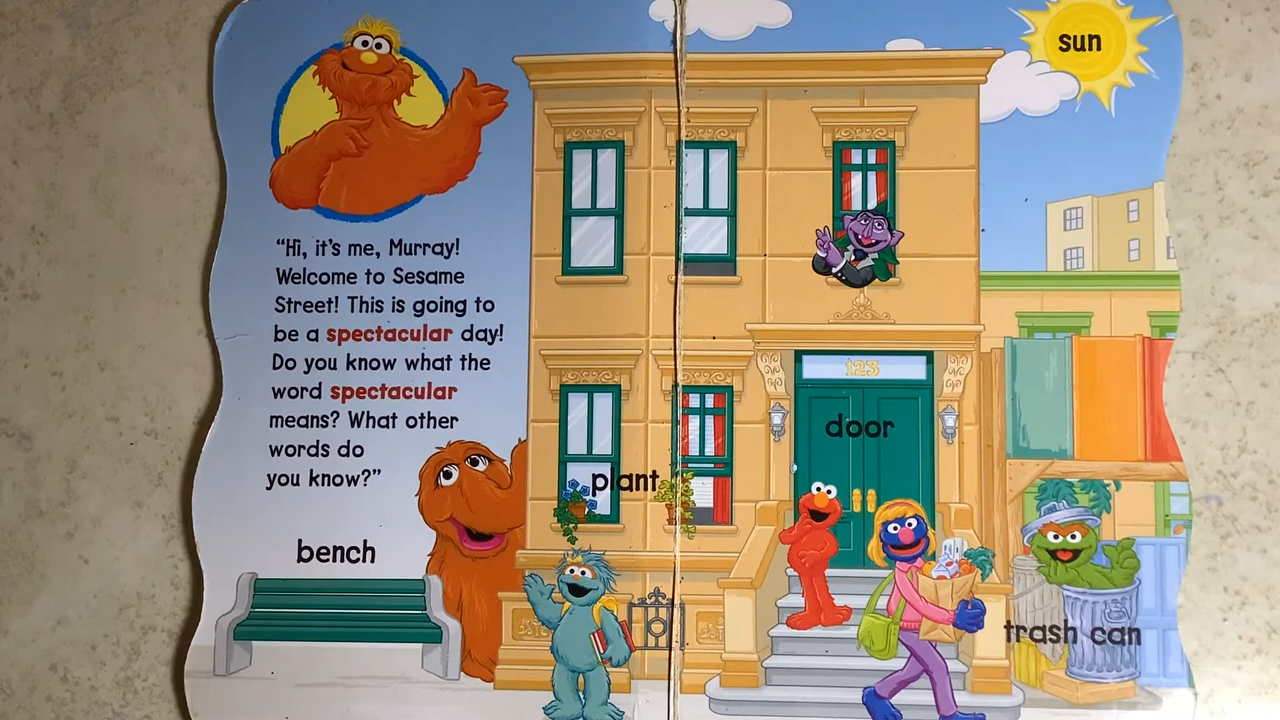 "Hi, it's me, Murray!
Welcome to Sesame
Street! This is going to
be a spectacular day!
Do you know what the
word spectacular
means? What other
words do
you know?"
bench
plant
sun
123
door
trash can